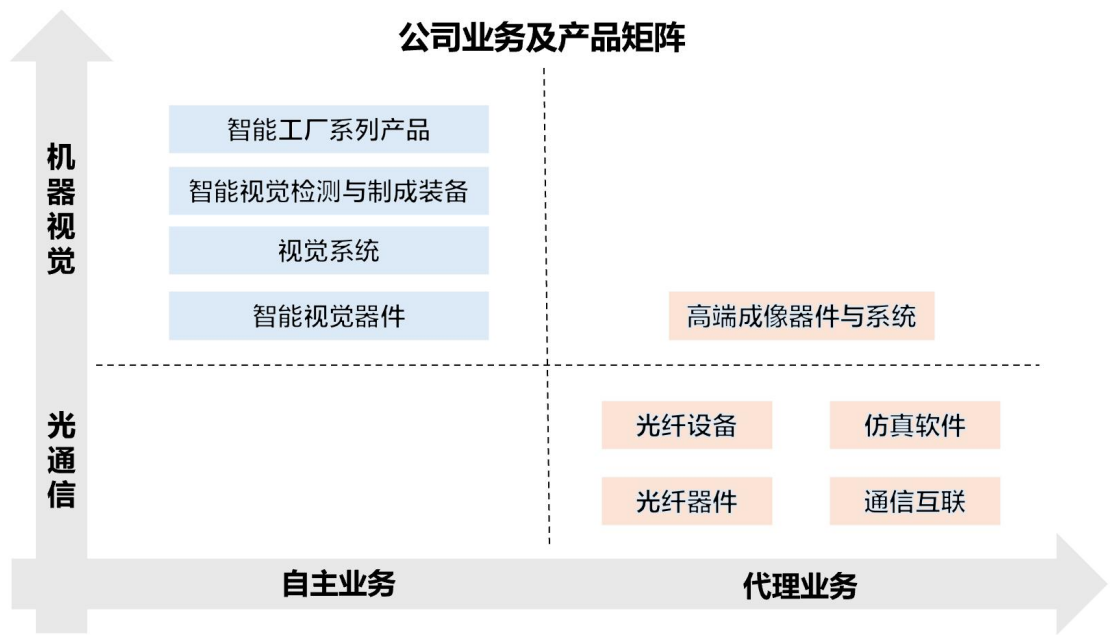 公司业务及产品矩阵
机器视觉
智能工厂系列产品
智能视觉检测与制成装备
视觉系统
智能视觉器件
高端成像器件与系统
光通信
光纤设备
仿真软件
光纤器件
通信互联
自主业务
代理业务